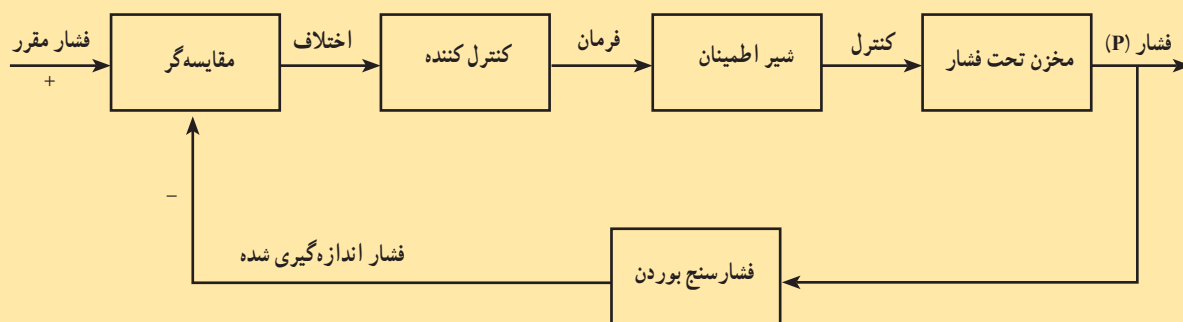 فشار مقرر
+
مقایسه‌گر
اختلاف
کنترل کننده
فرمان
شیر اطمینان
کنترل
مخزن تحت فشار
فشار (P)
–
فشار اندازه‌گیری شده
فشارسنج بوردن